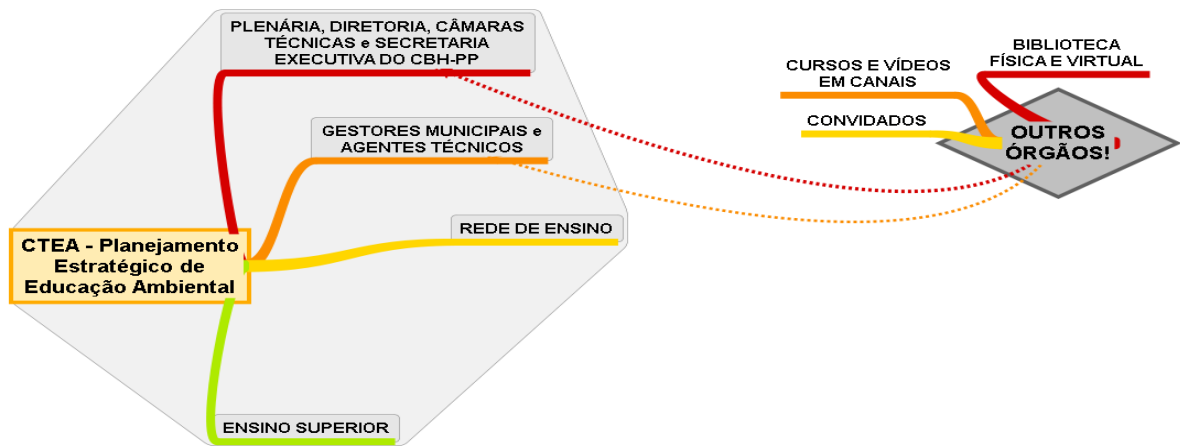 PLENÁRIA, DIRETORIA, CÂMARAS
TÉCNICAS e SECRETARIA
EXECUTIVA DO CBH-PP
GESTORES MUNICIPAIS e
AGENTES TÉCNICOS
REDE DE ENSINO
CTEA - Planejamento
Estratégico de
Educação Ambiental
ENSINO SUPERIOR
BIBLIOTECA
FÍSICA E VIRTUAL
CURSOS E VÍDEOS
EM CANAIS
CONVIDADOS
OUTROS
ÓRGÃOS!